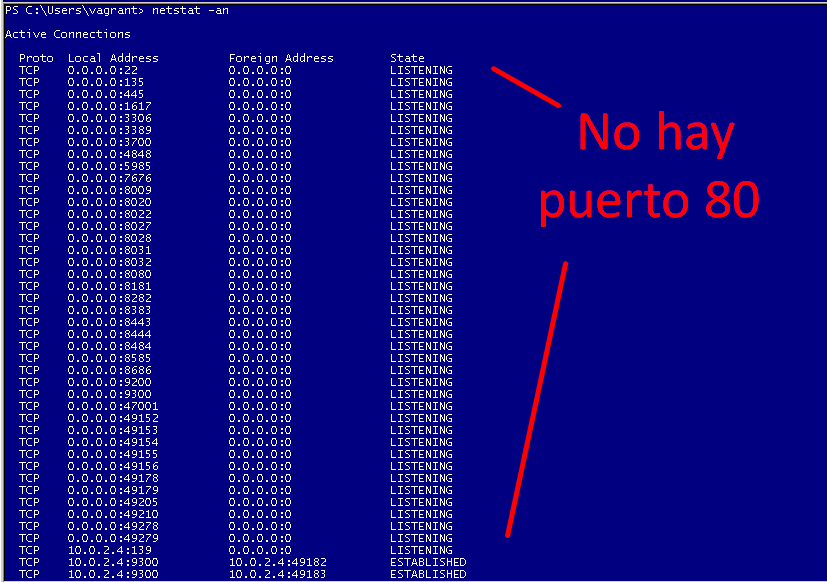 PS C:\Users\vagrant> netstat -an
Active Connections
Proto Local Address Foreign Address State
TCP 0.0.0.0:22 0.0.0.0:0 LISTENING
TCP 0.0.0.0:135 0.0.0.0:0 LISTENING
TCP 0.0.0.0:445 0.0.0.0:0 LISTENING
TCP 0.0.0.0:1617 0.0.0.0:0 LISTENING
TCP 0.0.0.0:3306 0.0.0.0:0 LISTENING
TCP 0.0.0.0:3389 0.0.0.0:0 LISTENING
TCP 0.0.0.0:3700 0.0.0.0:0 LISTENING
TCP 0.0.0.0:4848 0.0.0.0:0 LISTENING
TCP 0.0.0.0:5985 0.0.0.0:0 LISTENING
TCP 0.0.0.0:7676 0.0.0.0:0 LISTENING
TCP 0.0.0.0:8009 0.0.0.0:0 LISTENING
TCP 0.0.0.0:8020 0.0.0.0:0 LISTENING
TCP 0.0.0.0:8022 0.0.0.0:0 LISTENING
TCP 0.0.0.0:8027 0.0.0.0:0 LISTENING
TCP 0.0.0.0:8028 0.0.0.0:0 LISTENING
TCP 0.0.0.0:8031 0.0.0.0:0 LISTENING
TCP 0.0.0.0:8032 0.0.0.0:0 LISTENING
TCP 0.0.0.0:8080 0.0.0.0:0 LISTENING
TCP 0.0.0.0:8181 0.0.0.0:0 LISTENING
TCP 0.0.0.0:8282 0.0.0.0:0 LISTENING
TCP 0.0.0.0:8383 0.0.0.0:0 LISTENING
TCP 0.0.0.0:8443 0.0.0.0:0 LISTENING
TCP 0.0.0.0:8444 0.0.0.0:0 LISTENING
TCP 0.0.0.0:8484 0.0.0.0:0 LISTENING
TCP 0.0.0.0:8585 0.0.0.0:0 LISTENING
TCP 0.0.0.0:8686 0.0.0.0:0 LISTENING
TCP 0.0.0.0:9200 0.0.0.0:0 LISTENING
TCP 0.0.0.0:9300 0.0.0.0:0 LISTENING
TCP 0.0.0.0:47001 0.0.0.0:0 LISTENING
TCP 0.0.0.0:49152 0.0.0.0:0 LISTENING
TCP 0.0.0.0:49153 0.0.0.0:0 LISTENING
TCP 0.0.0.0:49154 0.0.0.0:0 LISTENING
TCP 0.0.0.0:49155 0.0.0.0:0 LISTENING
TCP 0.0.0.0:49156 0.0.0.0:0 LISTENING
TCP 0.0.0.0:49178 0.0.0.0:0 LISTENING
TCP 0.0.0.0:49179 0.0.0.0:0 LISTENING
TCP 0.0.0.0:49205 0.0.0.0:0 LISTENING
TCP 0.0.0.0:49210 0.0.0.0:0 LISTENING
TCP 0.0.0.0:49278 0.0.0.0:0 LISTENING
TCP 0.0.0.0:49279 0.0.0.0:0 LISTENING
TCP 10.0.2.4:139 0.0.0.0:0 LISTENING
TCP 10.0.2.4:9300 10.0.2.4:49182 ESTABLISHED
TCP 10.0.2.4:9300 10.0.2.4:49183 ESTABLISHED
No hay
puerto 80